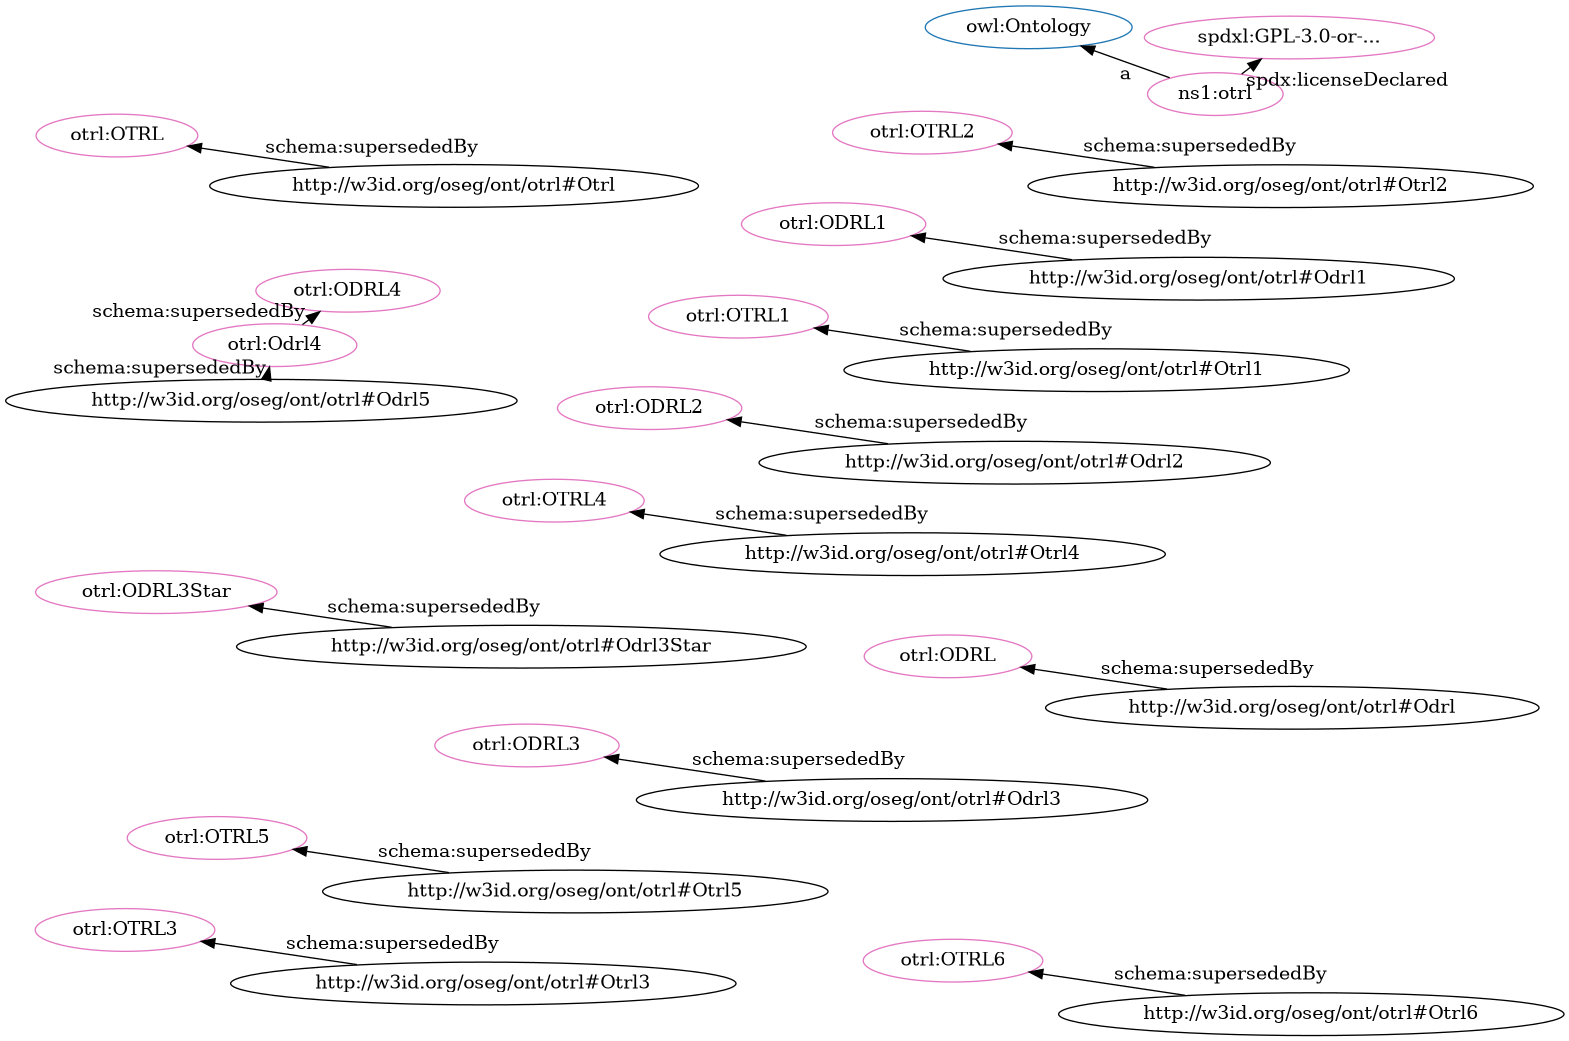 owl:Ontology
spdxl:GPL-3.0-or-...
a
spdx:licenseDeclared
ns1:otrl
otrl:OTRL
schema:supersededBy
http://w3id.org/oseg/ont/otrl#Otrl
otrl:OTRL2
schema:supersededBy
http://w3id.org/oseg/ont/otrl#Otrl2
otrl:ODRL1
schema:supersededBy
http://w3id.org/oseg/ont/otrl#Odrl1
otrl:ODRL4
schema:supersededBy
otrl:Odrl4
schema:supersededBy
http://w3id.org/oseg/ont/otrl#Odrl5
otrl:OTRL1
schema:supersededBy
http://w3id.org/oseg/ont/otrl#Otrl1
otrl:ODRL2
schema:supersededBy
http://w3id.org/oseg/ont/otrl#Odrl2
otrl:OTRL4
schema:supersededBy
http://w3id.org/oseg/ont/otrl#Otrl4
otrl:ODRL3Star
schema:supersededBy
http://w3id.org/oseg/ont/otrl#Odrl3Star
otrl:ODRL
schema:supersededBy
http://w3id.org/oseg/ont/otrl#Odrl
otrl:ODRL3
schema:supersededBy
http://w3id.org/oseg/ont/otrl#Odrl3
otrl:OTRL5
schema:supersededBy
http://w3id.org/oseg/ont/otrl#Otrl5
otrl:OTRL3
schema:supersededBy
http://w3id.org/oseg/ont/otrl#Otrl3
otrl:OTRL6
schema:supersededBy
http://w3id.org/oseg/ont/otrl#Otrl6